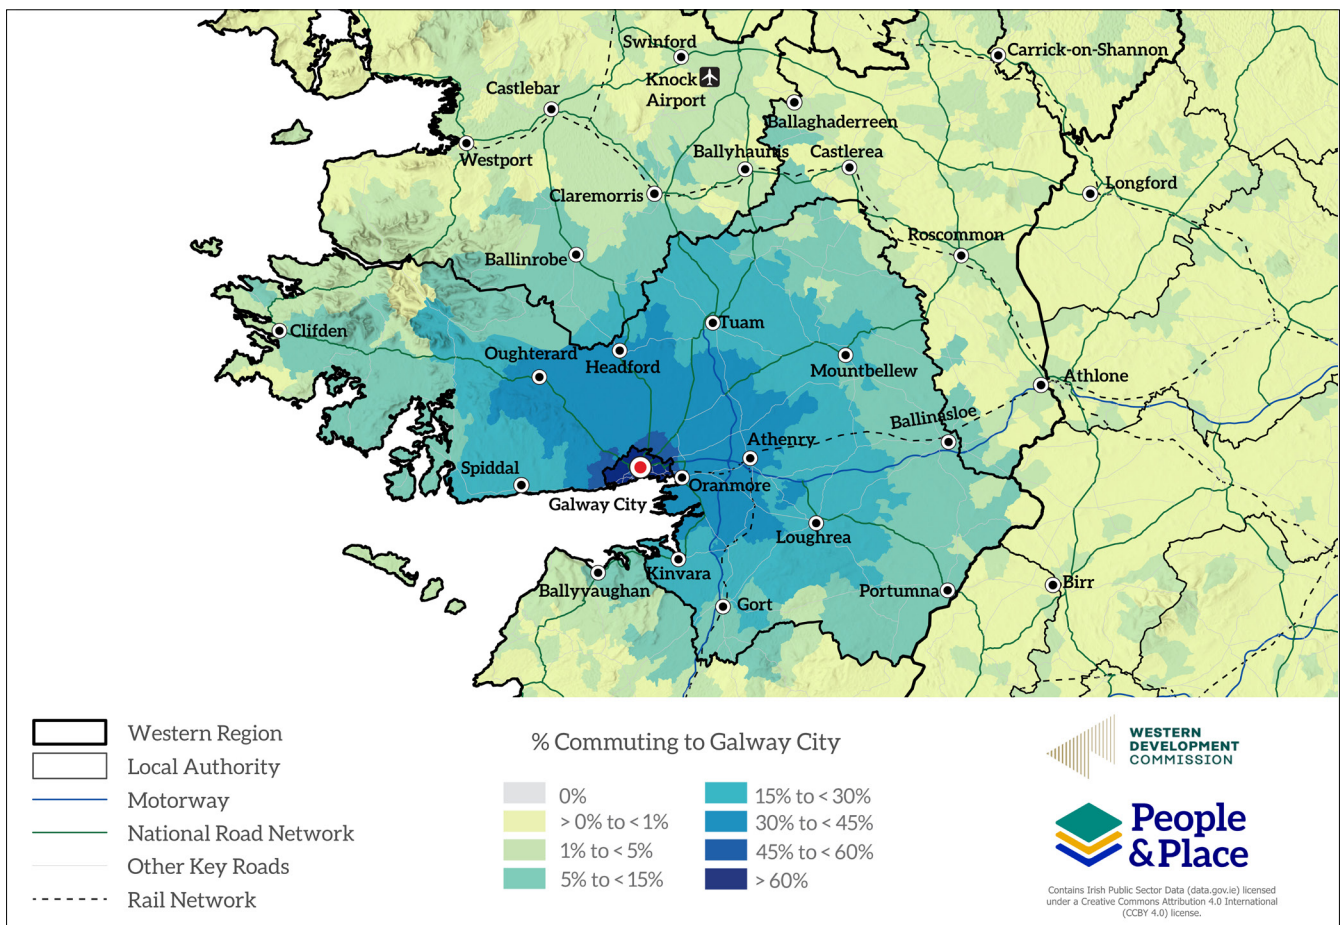 Swinford
Carrick-on-Shannon
Knock
Airport
Castlebar
Ballaghaderreen
Westport
Ballyhaunis
Castlerea
Claremorris
Longford
Roscommon
Ballinrobe
Clifden
Tuam
Oughterard
Headford
Mountbellew
Athlone
Ballinasloe
Athenry
Spiddal
Oranmore
Galway City
Loughrea
Kinvara
Ballyvaughan
Gort
Portumna
Birr
Western Region
Local Authority
Motorway
National Road Network
Other Key Roads
Rail Network
% Commuting to Galway City
0%
> 0% to < 1%
1% to < 5%
5% to < 15%
15% to < 30%
30% to < 45%
45% to < 60%
> 60%
WESTERN
DEVELOPMENT
COMMISSION
People
& Place
Contains Irish Public Sector Data (data.gov.ie) licensed
under a Creative Commons Attribution 4.0 International
(CCBY 4.0) license.